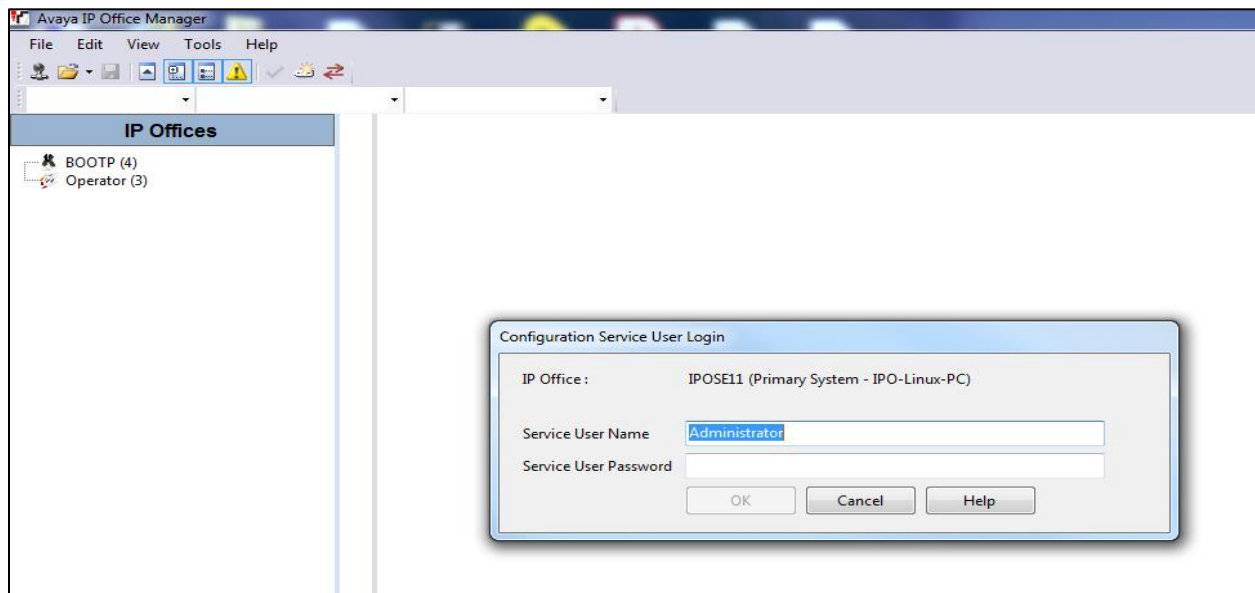 Avaya IP Office Manager
File Edit View Tools Help
IP Offices
BOOTP (4)
Operator (3)
Configuration Service User Login
IP Office : IPOSE11 (Primary System - IPO-Linux-PC)
Service User Name Administrator
Service User Password
OK Cancel Help